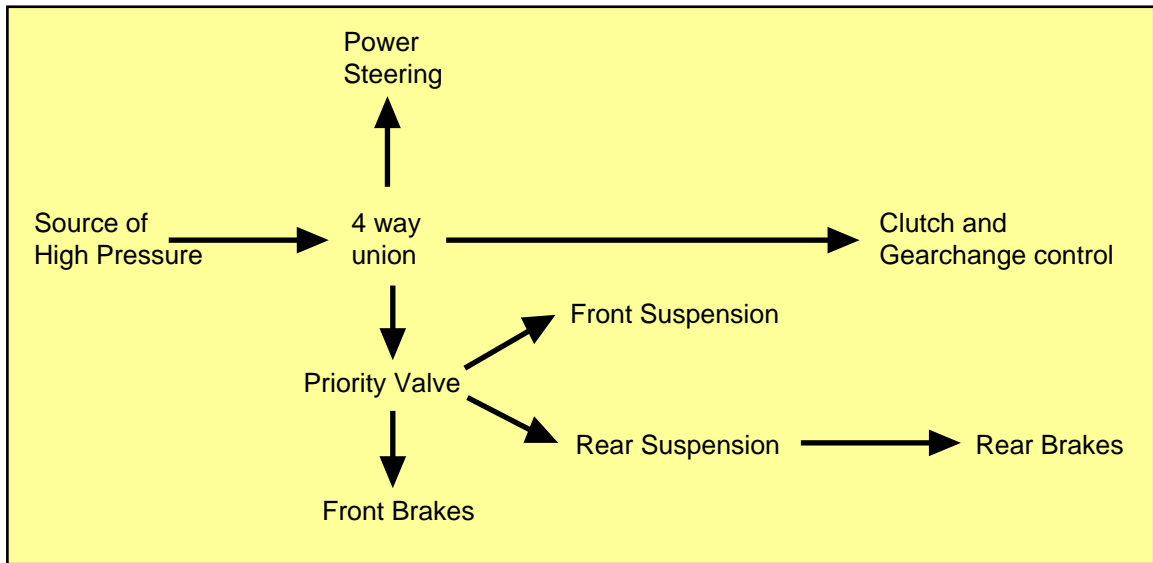 Power
Steering
Source of
High Pressure
4 way
union
Clutch and
Gearchange control
Front Suspension
Priority Valve
Rear Suspension
Rear Brakes
Front Brakes